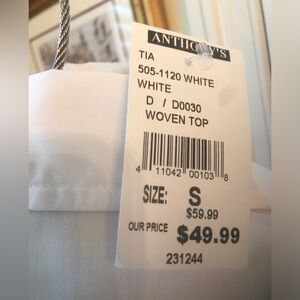 ANTHONY'S
TIA
505-1120 WHITE
WHITE
D / D0030
WOVEN TOP
4 11042 00103 8
SIZE: S
$59.99
OUR PRICE $49.99
231244